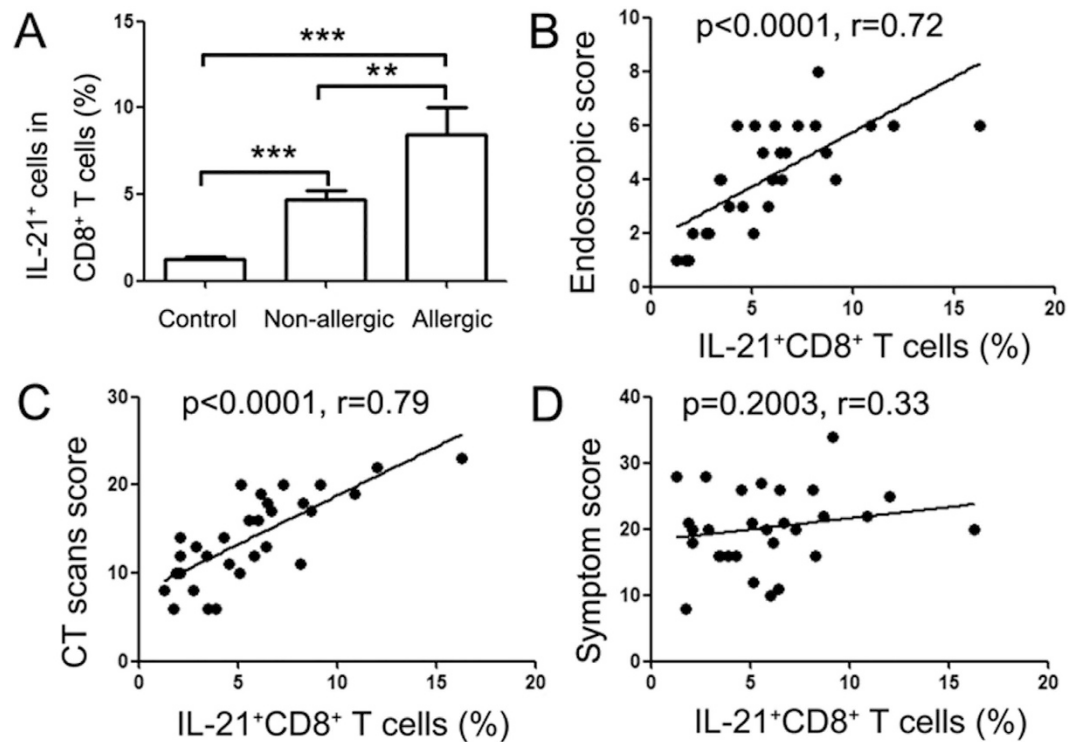 A
IL-21⁺ cells in
CD8⁺ T cells (%)
15
10
5
0
***
**
***
Control Non-allergic Allergic
B
p<0.0001, r=0.72
Endoscopic score
10
8
6
4
2
0
0 5 10 15 20
IL-21⁺CD8⁺ T cells (%)
C
p<0.0001, r=0.79
CT scans score
30
20
10
0
0 5 10 15 20
IL-21⁺CD8⁺ T cells (%)
D
p=0.2003, r=0.33
Symptom score
40
30
20
10
0
0 5 10 15 20
IL-21⁺CD8⁺ T cells (%)